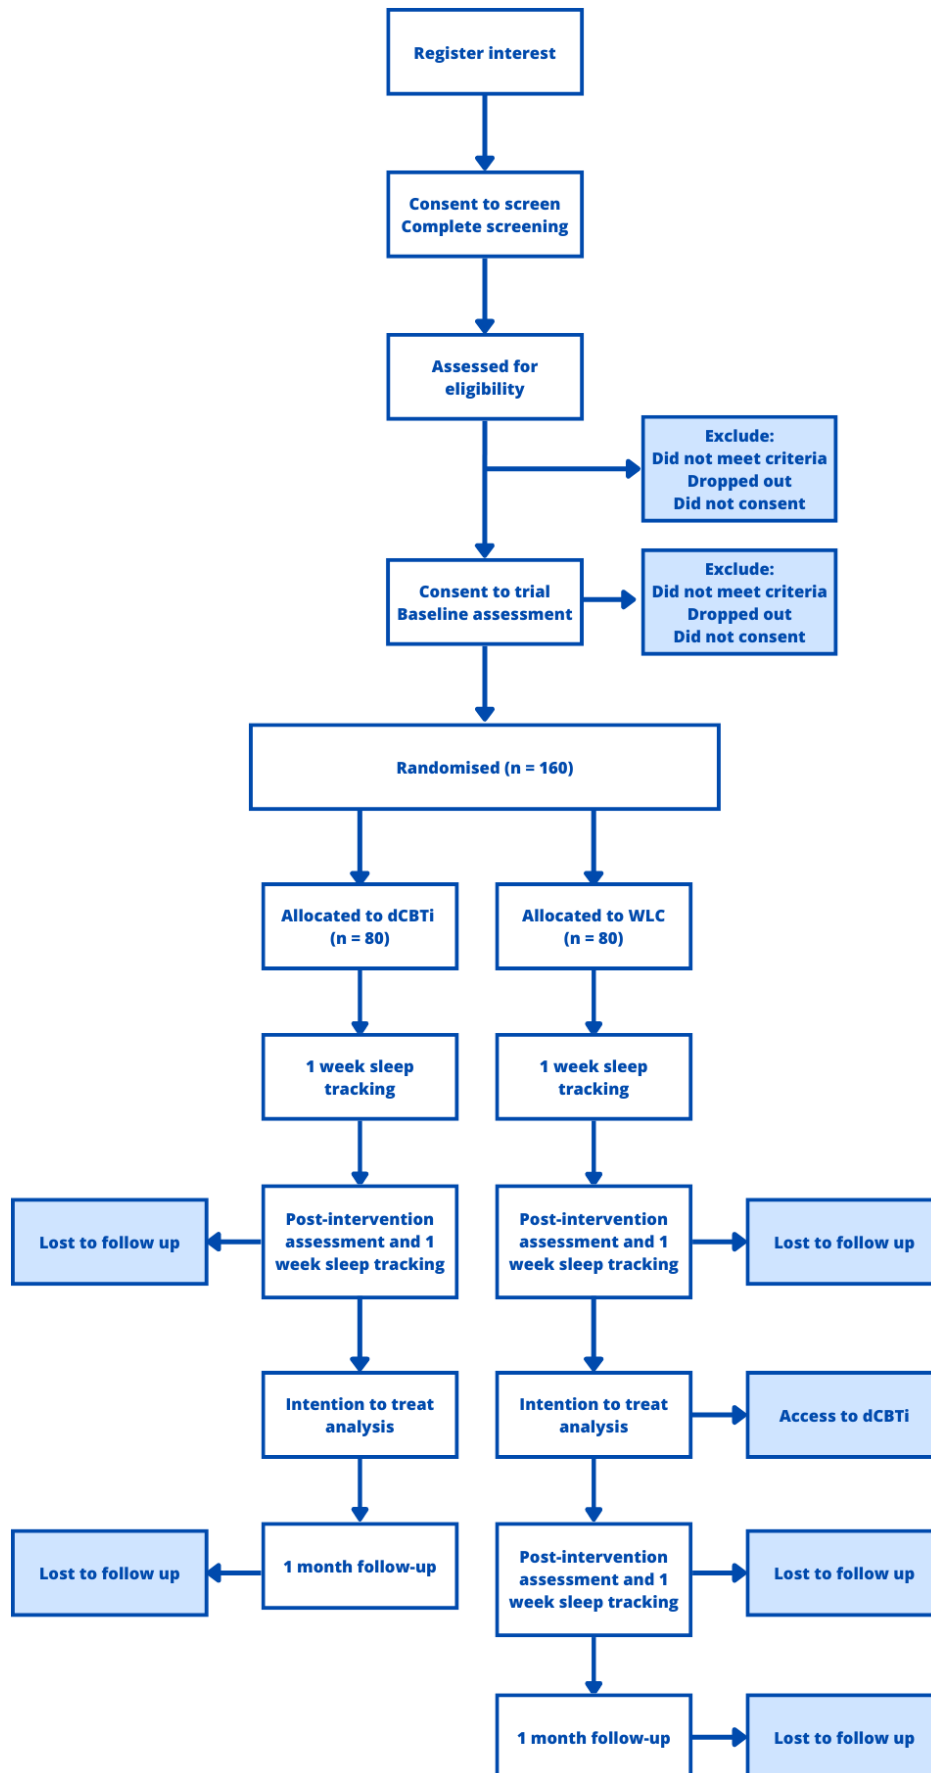 Register interest
Consent to screen
Complete screening
Assessed for
eligibility
Exclude:
Did not meet criteria
Dropped out
Did not consent
Consent to trial
Baseline assessment
Exclude:
Did not meet criteria
Dropped out
Did not consent
Randomised (n = 160)
Allocated to dCBTi
(n = 80)
Allocated to WLC
(n = 80)
1 week sleep
tracking
1 week sleep
tracking
Lost to follow up
Post-intervention
assessment and 1
week sleep tracking
Post-intervention
assessment and 1
week sleep tracking
Lost to follow up
Intention to treat
analysis
Intention to treat
analysis
Access to dCBTi
Lost to follow up
1 month follow-up
Post-intervention
assessment and 1
week sleep tracking
Lost to follow up
1 month follow-up
Lost to follow up